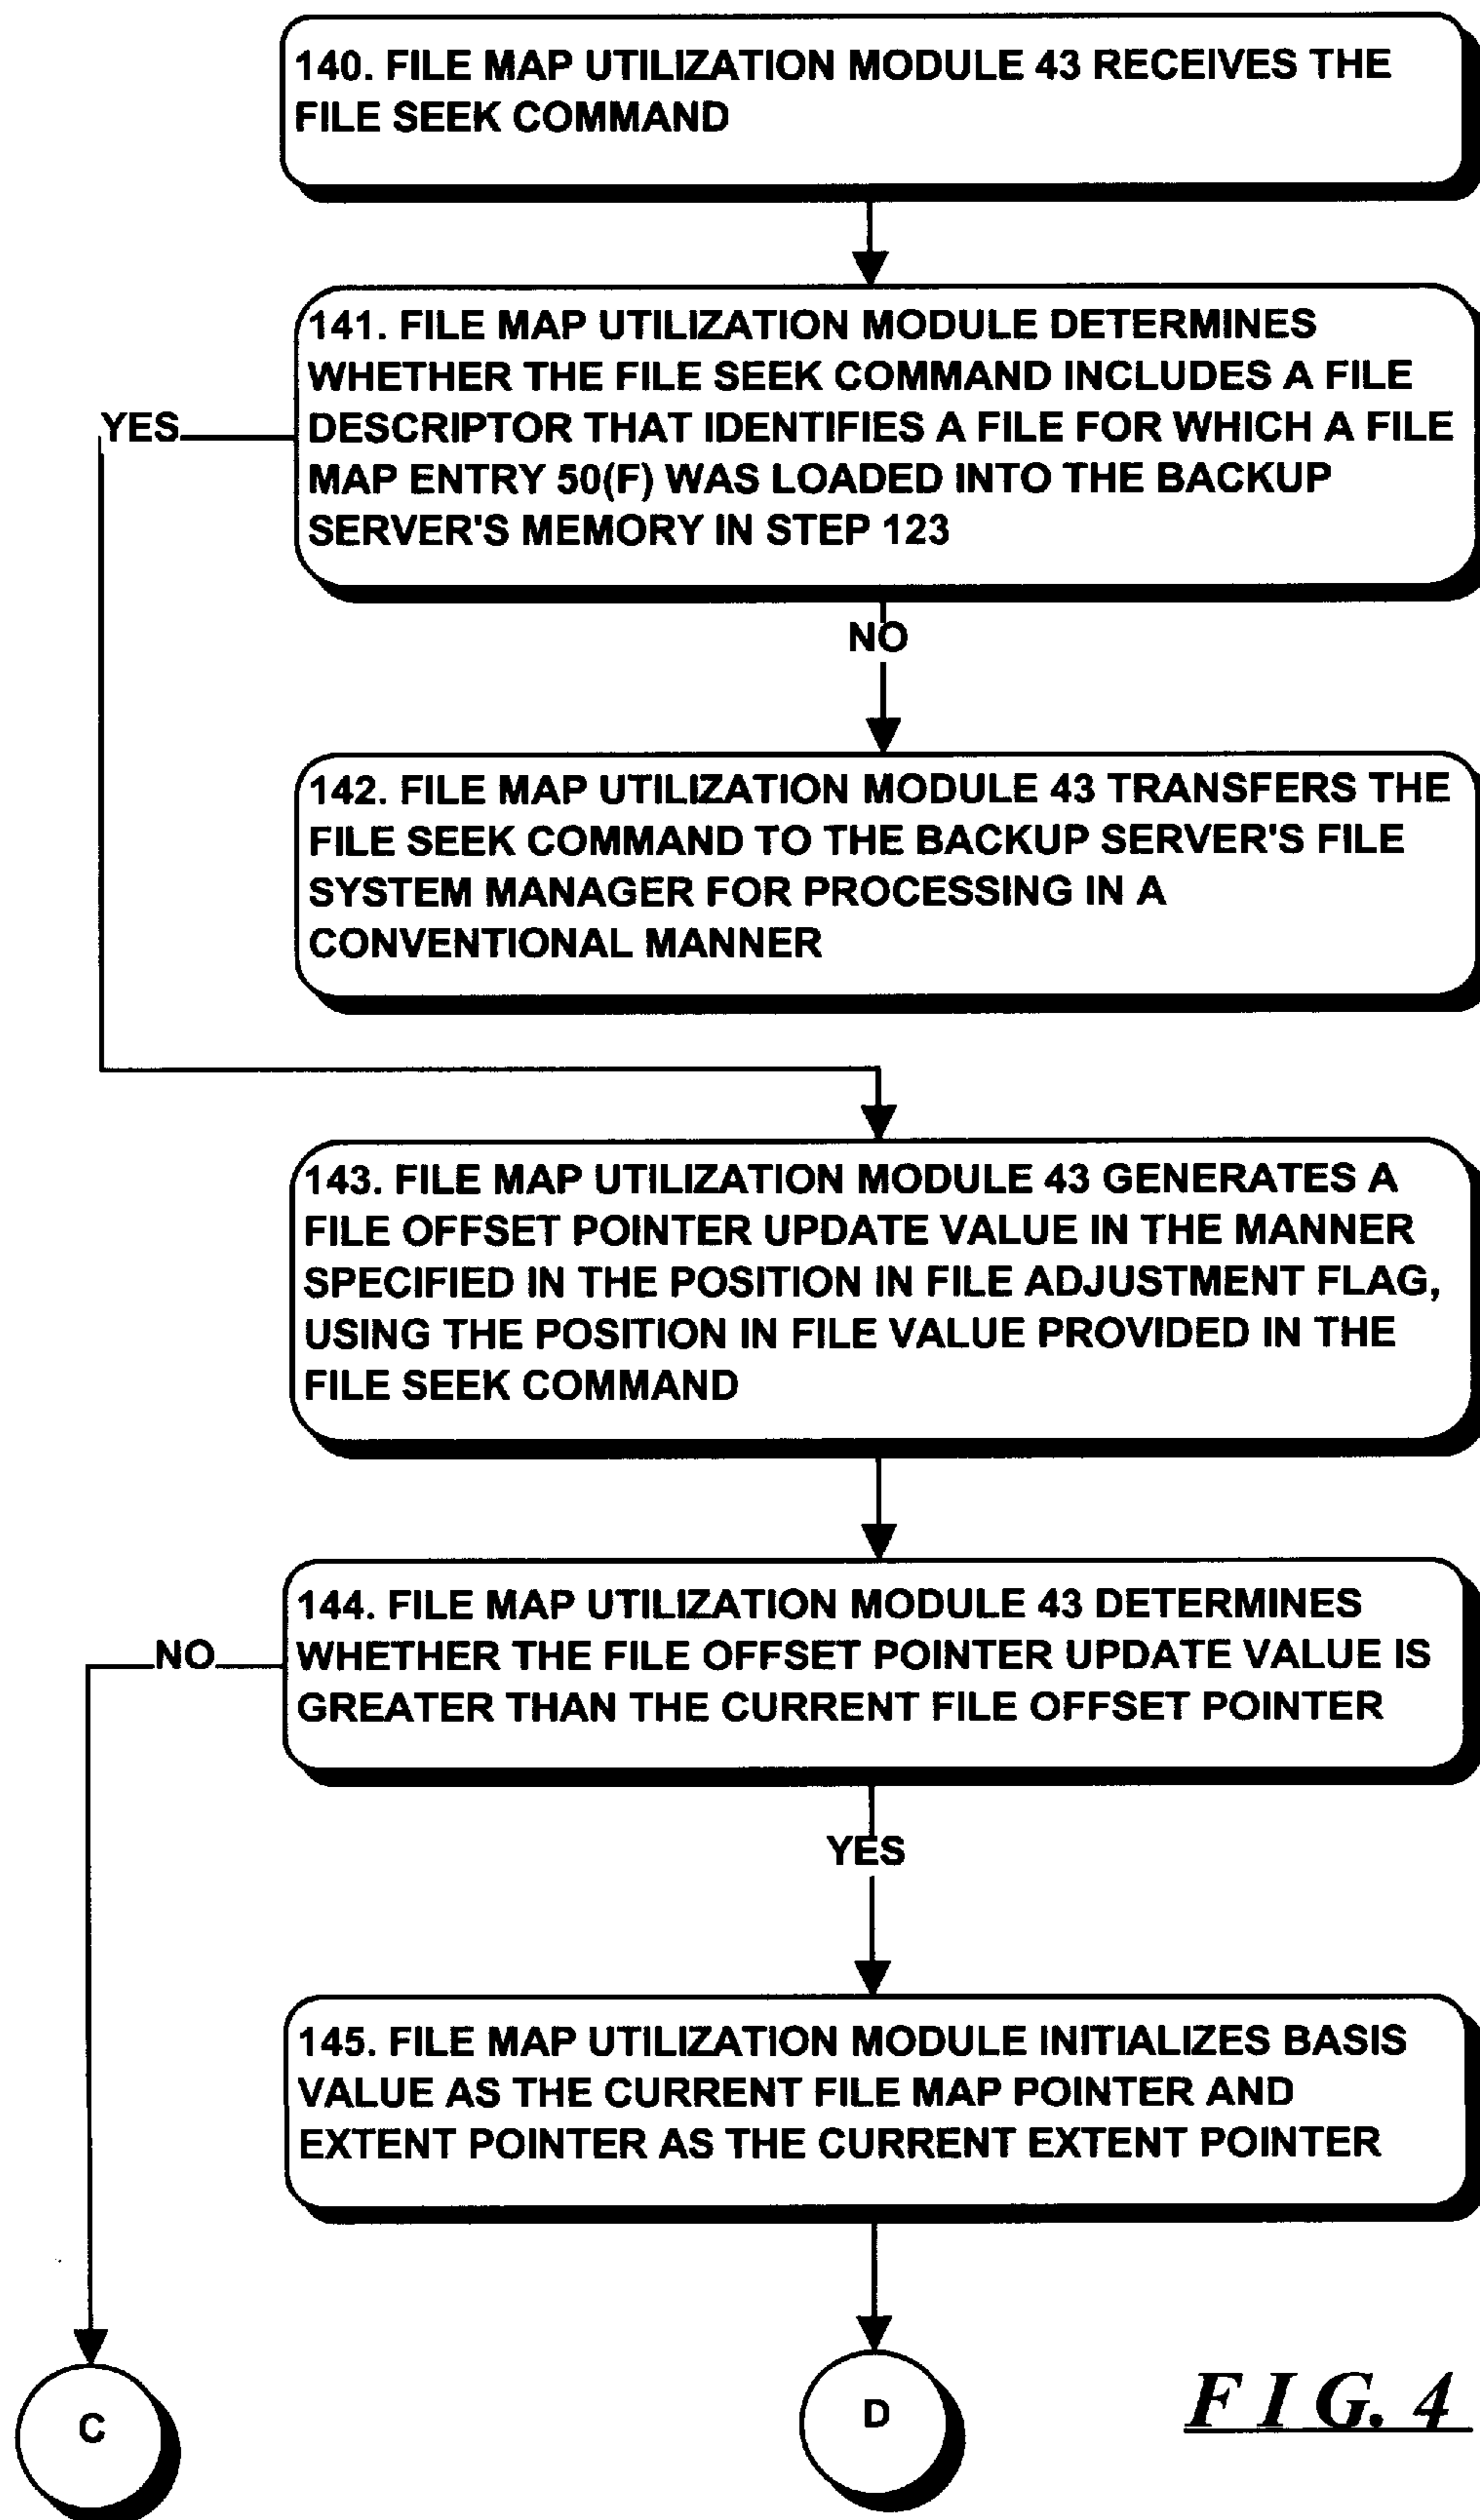 140. FILE MAP UTILIZATION MODULE 43 RECEIVES THE
FILE SEEK COMMAND
141. FILE MAP UTILIZATION MODULE DETERMINES
WHETHER THE FILE SEEK COMMAND INCLUDES A FILE
DESCRIPTOR THAT IDENTIFIES A FILE FOR WHICH A FILE
MAP ENTRY 50(F) WAS LOADED INTO THE BACKUP
SERVER'S MEMORY IN STEP 123
YES
NO
142. FILE MAP UTILIZATION MODULE 43 TRANSFERS THE
FILE SEEK COMMAND TO THE BACKUP SERVER'S FILE
SYSTEM MANAGER FOR PROCESSING IN A
CONVENTIONAL MANNER
143. FILE MAP UTILIZATION MODULE 43 GENERATES A
FILE OFFSET POINTER UPDATE VALUE IN THE MANNER
SPECIFIED IN THE POSITION IN FILE ADJUSTMENT FLAG,
USING THE POSITION IN FILE VALUE PROVIDED IN THE
FILE SEEK COMMAND
144. FILE MAP UTILIZATION MODULE 43 DETERMINES
WHETHER THE FILE OFFSET POINTER UPDATE VALUE IS
GREATER THAN THE CURRENT FILE OFFSET POINTER
NO
YES
145. FILE MAP UTILIZATION MODULE INITIALIZES BASIS
VALUE AS THE CURRENT FILE MAP POINTER AND
EXTENT POINTER AS THE CURRENT EXTENT POINTER
C
D
FIG. 4